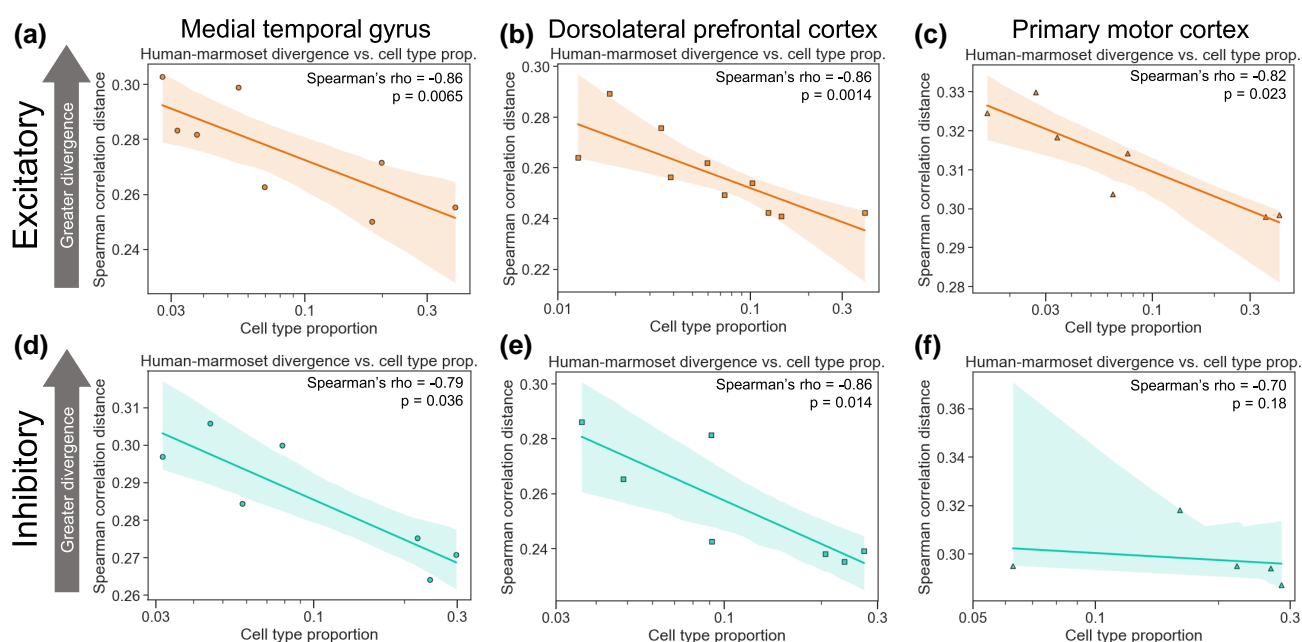 Medial temporal gyrus
Dorsolateral prefrontal cortex
Primary motor cortex
Excitatory
Greater divergence
(a)
Human-marmoset divergence vs. cell type prop.
Spearman's rho = -0.86
p = 0.0065
Spearman correlation distance
0.30
0.28
0.26
0.24
0.03
0.1
0.3
Cell type proportion
(b)
Human-marmoset divergence vs. cell type prop.
Spearman's rho = -0.86
p = 0.0014
Spearman correlation distance
0.30
0.28
0.26
0.24
0.22
0.01
0.03
0.1
0.3
Cell type proportion
(c)
Human-marmoset divergence vs. cell type prop.
Spearman's rho = -0.82
p = 0.023
Spearman correlation distance
0.33
0.32
0.31
0.30
0.29
0.28
0.03
0.1
0.3
Cell type proportion
Inhibitory
Greater divergence
(d)
Human-marmoset divergence vs. cell type prop.
Spearman's rho = -0.79
p = 0.036
Spearman correlation distance
0.31
0.30
0.29
0.28
0.27
0.26
0.03
0.1
0.3
Cell type proportion
(e)
Human-marmoset divergence vs. cell type prop.
Spearman's rho = -0.86
p = 0.014
Spearman correlation distance
0.30
0.28
0.26
0.24
0.03
0.1
0.3
Cell type proportion
(f)
Human-marmoset divergence vs. cell type prop.
Spearman's rho = -0.70
p = 0.18
Spearman correlation distance
0.36
0.34
0.32
0.30
0.05
0.1
0.3
Cell type proportion